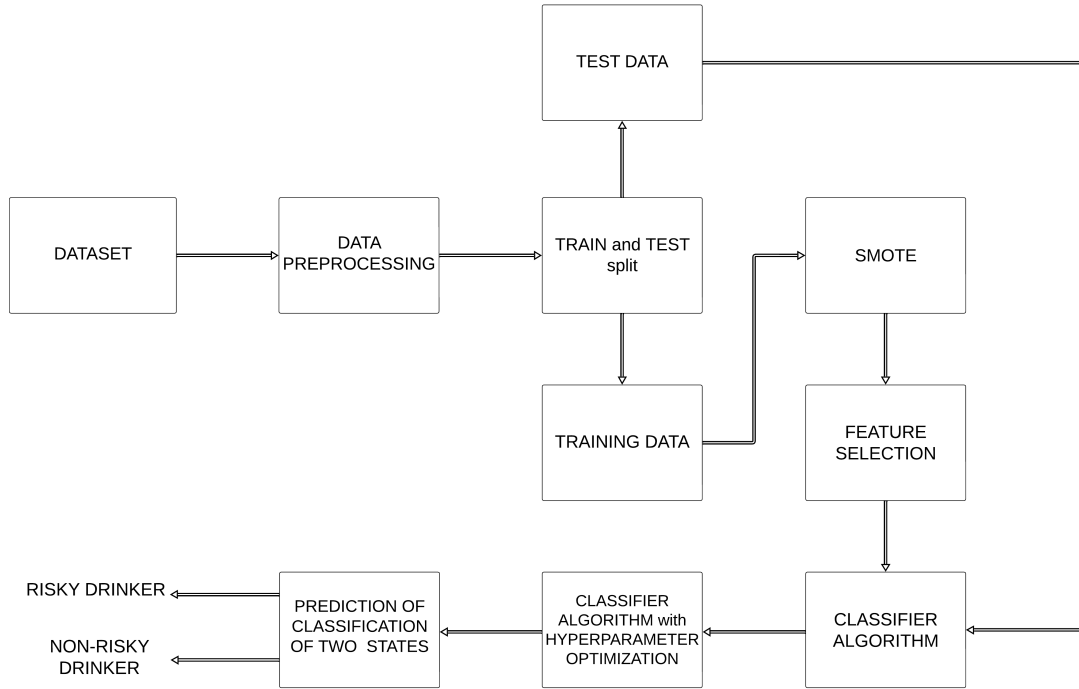 TEST DATA
DATASET
DATA
PREPROCESSING
TRAIN and TEST
split
SMOTE
TRAINING DATA
FEATURE
SELECTION
CLASSIFIER
ALGORITHM
CLASSIFIER
ALGORITHM with
HYPERPARAMETER
OPTIMIZATION
PREDICTION OF
CLASSIFICATION
OF TWO STATES
RISKY DRINKER
NON-RISKY
DRINKER